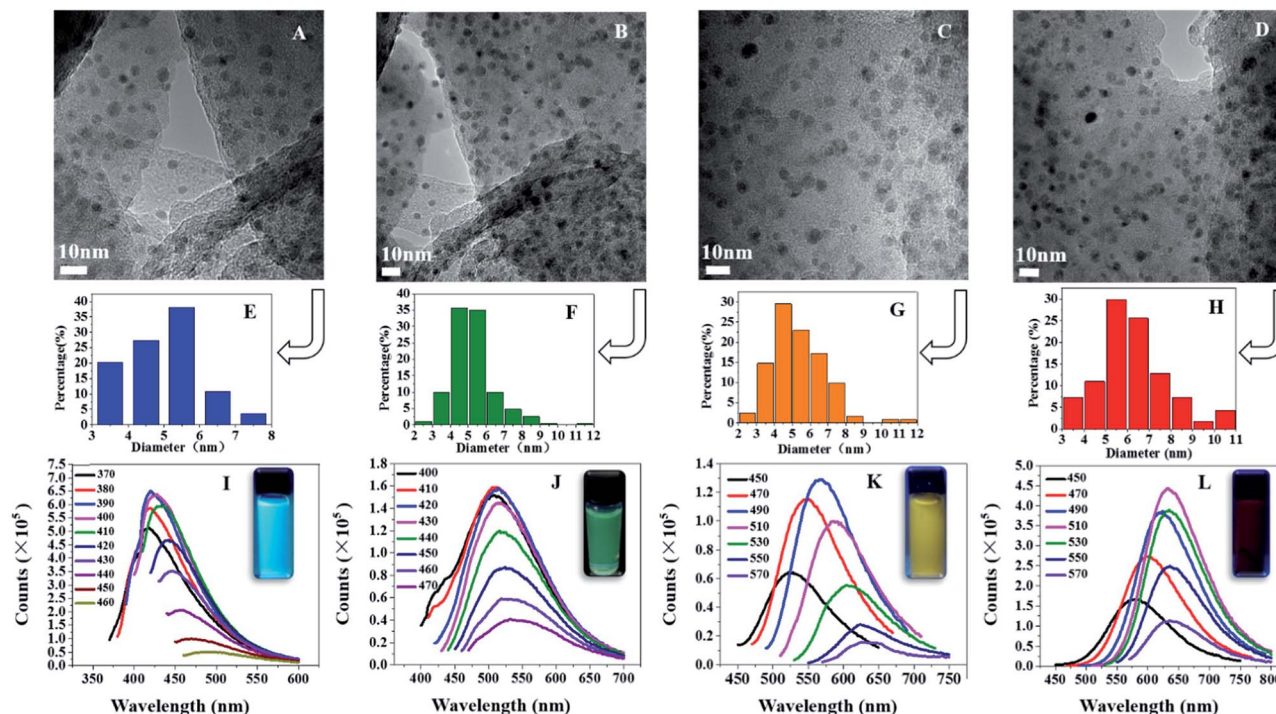 A
B
C
D
10nm
10nm
10nm
10nm
E
Percentage(%)
40
35
30
25
20
15
10
5
0
3 4 5 6 7 8
Diameter (nm)
F
Percentage(%)
40
35
30
25
20
15
10
5
0
2 3 4 5 6 7 8 9 10 11 12
Diameter (nm)
G
Percentage(%)
30
25
20
15
10
5
0
2 3 4 5 6 7 8 9 10 11 12
Diameter (nm)
H
Percentage(%)
30
25
20
15
10
5
0
3 4 5 6 7 8 9 10 11
Diameter (nm)
I
Counts (×10⁵)
7.5
7.0
6.5
6.0
5.5
5.0
4.5
4.0
3.5
3.0
2.5
2.0
1.5
1.0
0.5
0.0
370
380
390
400
410
420
430
440
450
460
350 400 450 500 550 600
Wavelength (nm)
J
Counts (×10⁵)
1.8
1.6
1.4
1.2
1.0
0.8
0.6
0.4
0.2
0.0
400
410
420
430
440
450
460
470
400 450 500 550 600 650 700
Wavelength (nm)
K
Counts (×10⁵)
1.4
1.2
1.0
0.8
0.6
0.4
0.2
0.0
450
470
490
510
530
550
570
450 500 550 600 650 700 750
Wavelength (nm)
L
Counts (×10⁵)
5.0
4.5
4.0
3.5
3.0
2.5
2.0
1.5
1.0
0.5
0.0
450
470
490
510
530
550
570
450 500 550 600 650 700 750 800
Wavelength (nm)